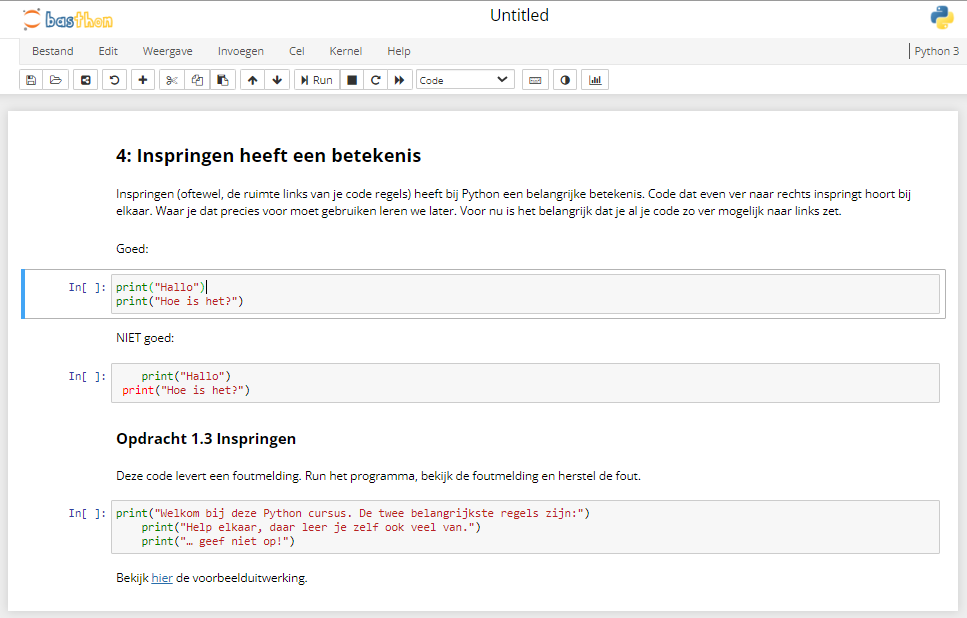 basthon
Untitled
Bestand Edit Weergave Invoegen Cel Kernel Help
Python 3
Run Code
4: Inspringen heeft een betekenis
Inspringen (oftewel, de ruimte links van je code regels) heeft bij Python een belangrijke betekenis. Code dat even ver naar rechts inspringt hoort bij
elkaar. Waar je dat precies voor moet gebruiken leren we later. Voor nu is het belangrijk dat je al je code zo ver mogelijk naar links zet.
Goed:
In[ ]: print("Hallo")
print("Hoe is het?")
NIET goed:
In[ ]:     print("Hallo")
 print("Hoe is het?")
Opdracht 1.3 Inspringen
Deze code levert een foutmelding. Run het programma, bekijk de foutmelding en herstel de fout.
In[ ]: print("Welkom bij deze Python cursus. De twee belangrijkste regels zijn:")
    print("Help elkaar, daar leer je zelf ook veel van.")
    print("… geef niet op!")
Bekijk hier de voorbeelduitwerking.